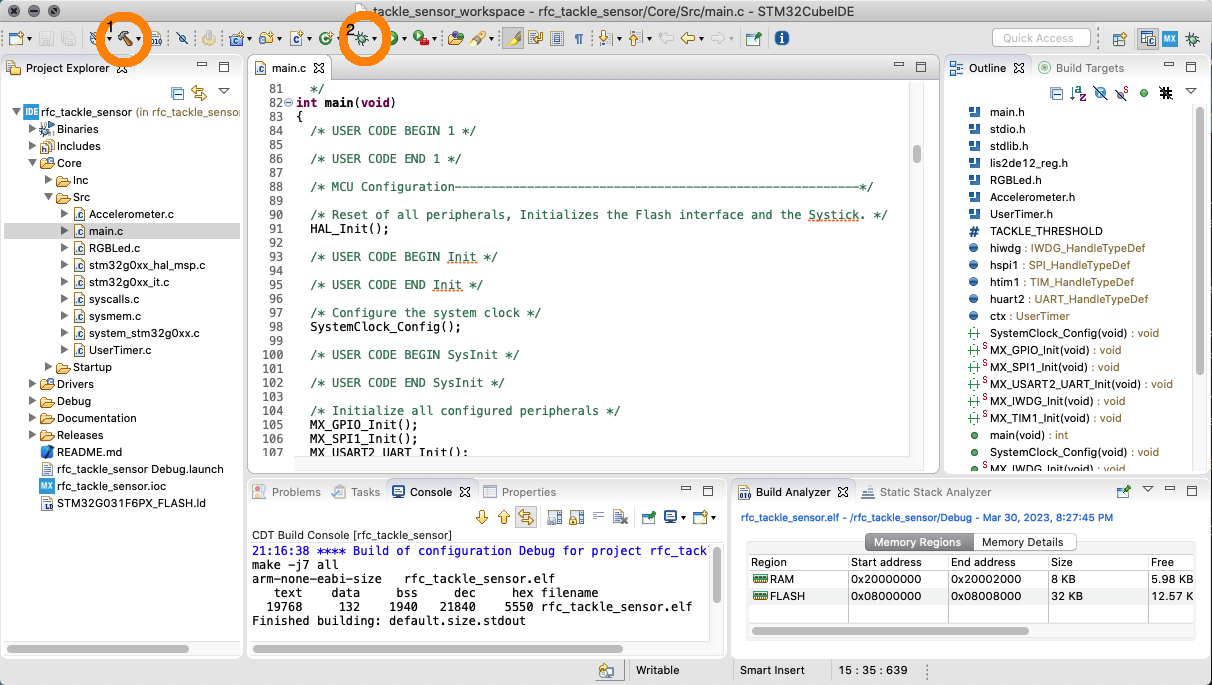 tackle_sensor_workspace - rfc_tackle_sensor/Core/Src/main.c - STM32CubeIDE
1
2
Quick Access
MX
Project Explorer
IDE rfc_tackle_sensor (in rfc_tackle_senso
Binaries
Includes
Core
Inc
Src
Accelerometer.c
main.c
RGBLed.c
stm32g0xx_hal_msp.c
stm32g0xx_it.c
syscalls.c
sysmem.c
system_stm32g0xx.c
UserTimer.c
Startup
Drivers
Debug
Documentation
Releases
README.md
rfc_tackle_sensor Debug.launch
MX rfc_tackle_sensor.ioc
STM32G031F6PX_FLASH.ld
main.c
81 */
82 int main(void)
83 {
84 /* USER CODE BEGIN 1 */
85
86 /* USER CODE END 1 */
87
88 /* MCU Configuration--------------------------------------------------------*/
89
90 /* Reset of all peripherals, Initializes the Flash interface and the Systick. */
91 HAL_Init();
92
93 /* USER CODE BEGIN Init */
94
95 /* USER CODE END Init */
96
97 /* Configure the system clock */
98 SystemClock_Config();
99
100 /* USER CODE BEGIN SysInit */
101
102 /* USER CODE END SysInit */
103
104 /* Initialize all configured peripherals */
105 MX_GPIO_Init();
106 MX_SPI1_Init();
107 MX_USART2_UART_Init();
Outline
Build Targets
main.h
stdio.h
stdlib.h
lis2de12_reg.h
RGBLed.h
Accelerometer.h
UserTimer.h
TACKLE_THRESHOLD
hiwdg : IWDG_HandleTypeDef
hspi1 : SPI_HandleTypeDef
htim1 : TIM_HandleTypeDef
huart2 : UART_HandleTypeDef
ctx : UserTimer
SystemClock_Config(void) : void
MX_GPIO_Init(void) : void
MX_SPI1_Init(void) : void
MX_USART2_UART_Init(void) : void
MX_IWDG_Init(void) : void
MX_TIM1_Init(void) : void
main(void) : int
SystemClock_Config(void) : void
MX_IWDG_Init(void) : void
Problems
Tasks
Console
Properties
CDT Build Console [rfc_tackle_sensor]
21:16:38 **** Build of configuration Debug for project rfc_tack
make -j7 all
arm-none-eabi-size rfc_tackle_sensor.elf
text data bss dec hex filename
19768 132 1940 21840 5550 rfc_tackle_sensor.elf
Finished building: default.size.stdout
Build Analyzer
Static Stack Analyzer
rfc_tackle_sensor.elf - /rfc_tackle_sensor/Debug - Mar 30, 2023, 8:27:45 PM
Memory Regions
Memory Details
Region Start address End address Size Free
RAM 0x20000000 0x20002000 8 KB 5.98 KB
FLASH 0x08000000 0x08008000 32 KB 12.57 K
Writable
Smart Insert
15 : 35 : 639